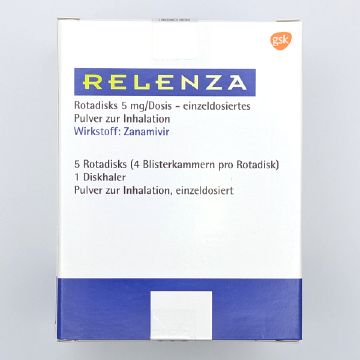 gsk
RELENZA
Rotadisks 5 mg/Dosis - einzeldosiertes
Pulver zur Inhalation
Wirkstoff: Zanamivir
5 Rotadisks (4 Blisterkammern pro Rotadisk)
1 Diskhaler
Pulver zur Inhalation, einzeldosiert